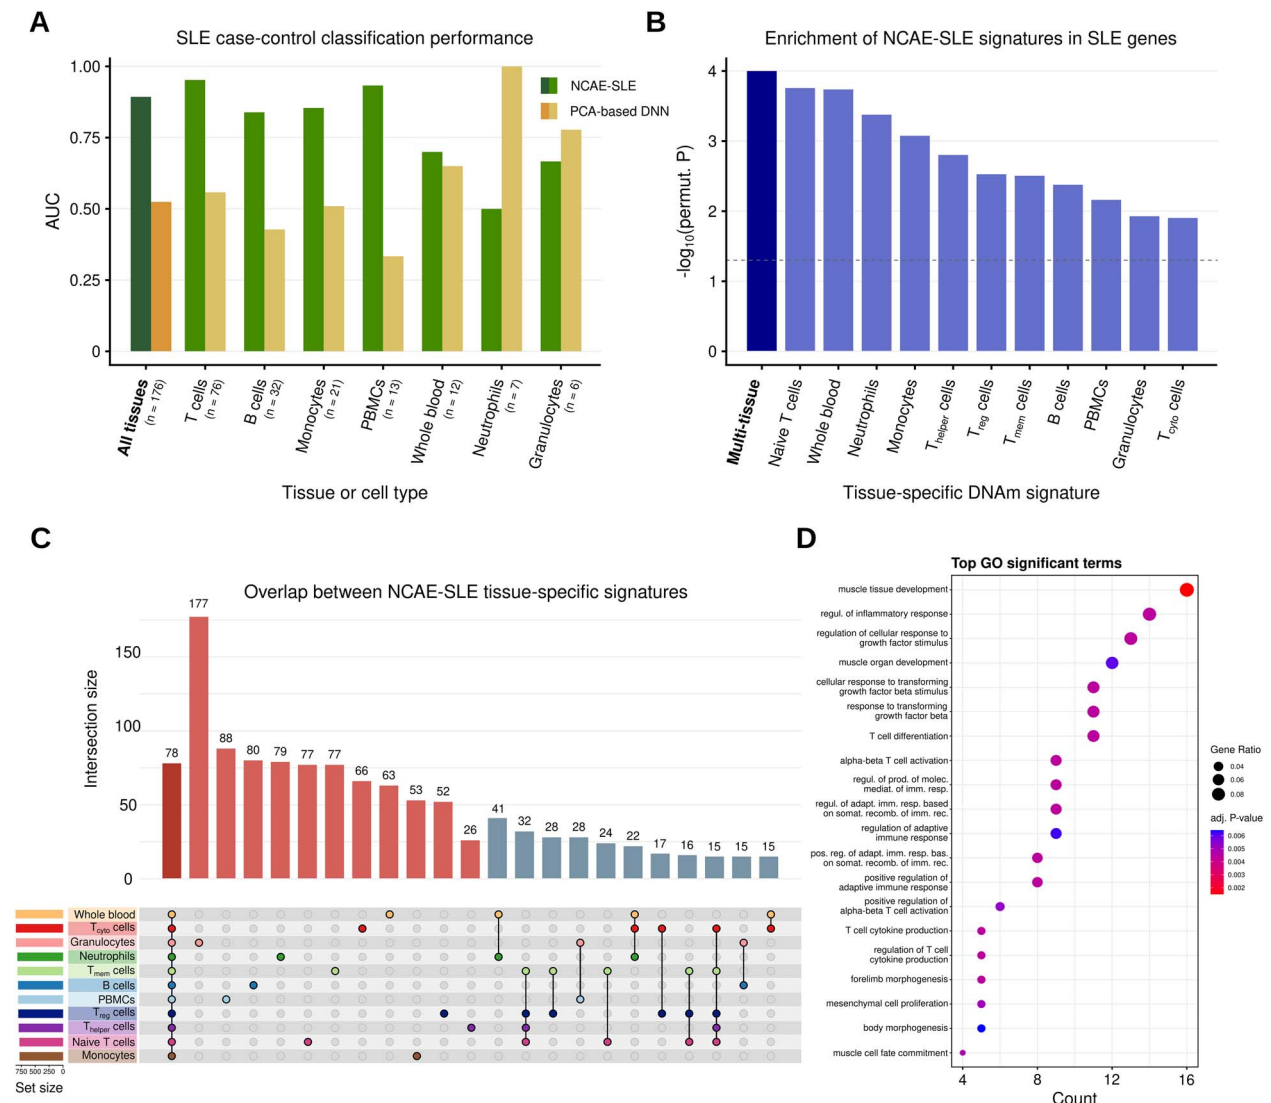 A
SLE case-control classification performance
1.00
0.75
0.50
0.25
0
AUC
NCAE-SLE
PCA-based DNN
All tissues
(n = 176)
T cells
(n = 76)
B cells
(n = 32)
Monocytes
(n = 21)
PBMCs
(n = 13)
Whole blood
(n = 12)
Neutrophils
(n = 7)
Granulocytes
(n = 6)
Tissue or cell type
B
Enrichment of NCAE-SLE signatures in SLE genes
4
3
2
1
0
-log10(permut. P)
Multi-tissue
Naive T cells
Whole blood
Neutrophils
Monocytes
Thelper cells
Treg cells
Tmem cells
B cells
PBMCs
Granulocytes
Tcyto cells
Tissue-specific DNAm signature
C
Overlap between NCAE-SLE tissue-specific signatures
Intersection size
150
100
50
0
78
177
88
80
79
77
77
66
63
53
52
26
41
32
28
28
24
22
17
16
15
15
15
Whole blood
Tcyto cells
Granulocytes
Neutrophils
Tmem cells
B cells
PBMCs
Treg cells
Thelper cells
Naive T cells
Monocytes
750 500 250 0
Set size
D
Top GO significant terms
muscle tissue development
regul. of inflammatory response
regulation of cellular response to
growth factor stimulus
muscle organ development
cellular response to transforming
growth factor beta stimulus
response to transforming
growth factor beta
T cell differentiation
alpha-beta T cell activation
regul. of prod. of molec.
mediat. of imm. resp.
regul. of adapt. imm. resp. based
on somat. recomb. of imm. rec.
regulation of adaptive
immune response
pos. reg. of adapt. imm. resp. bas.
on somat. recomb. of imm. rec.
positive regulation of
adaptive immune response
positive regulation of
alpha-beta T cell activation
T cell cytokine production
regulation of T cell
cytokine production
forelimb morphogenesis
mesenchymal cell proliferation
body morphogenesis
muscle cell fate commitment
4 8 12 16
Count
Gene Ratio
0.04
0.06
0.08
adj. P-value
0.006
0.005
0.004
0.003
0.002